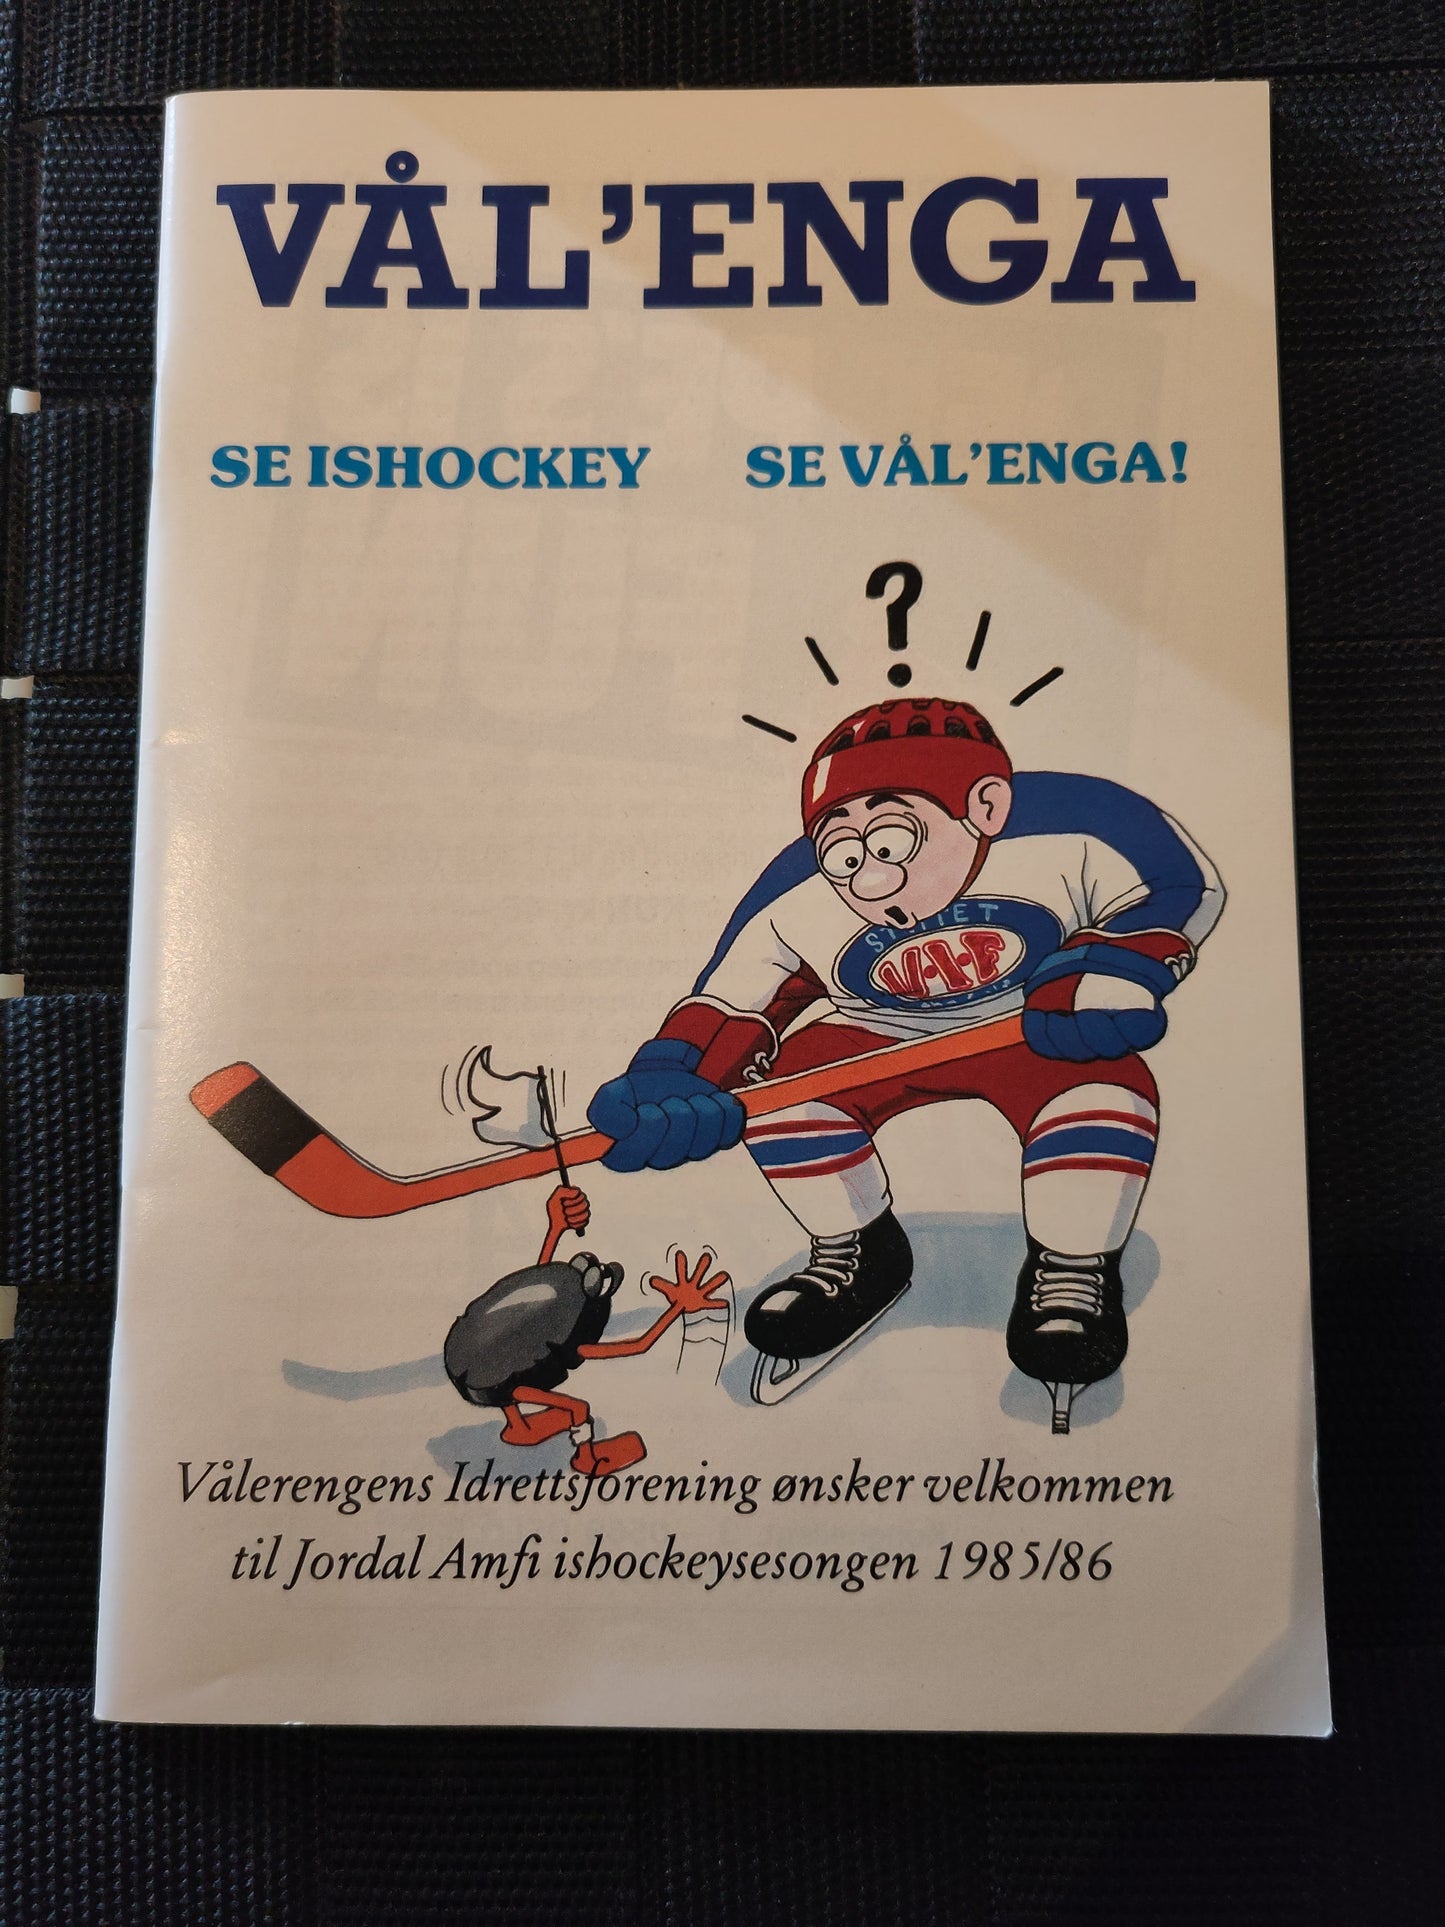 VÅL'ENGA
SE ISHOCKEY SE VÅL'ENGA!
?
V·I·F
Vålerengens Idrettsforening ønsker velkommen
til Jordal Amfi ishockeysesongen 1985/86